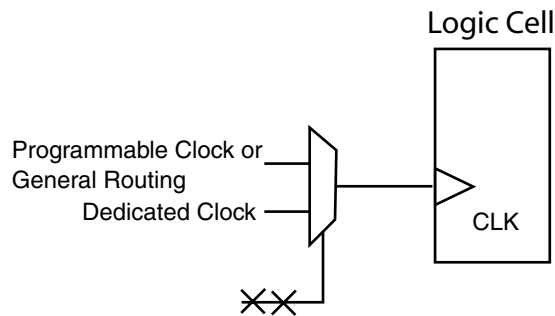 Logic Cell
Programmable Clock or
General Routing
Dedicated Clock
CLK